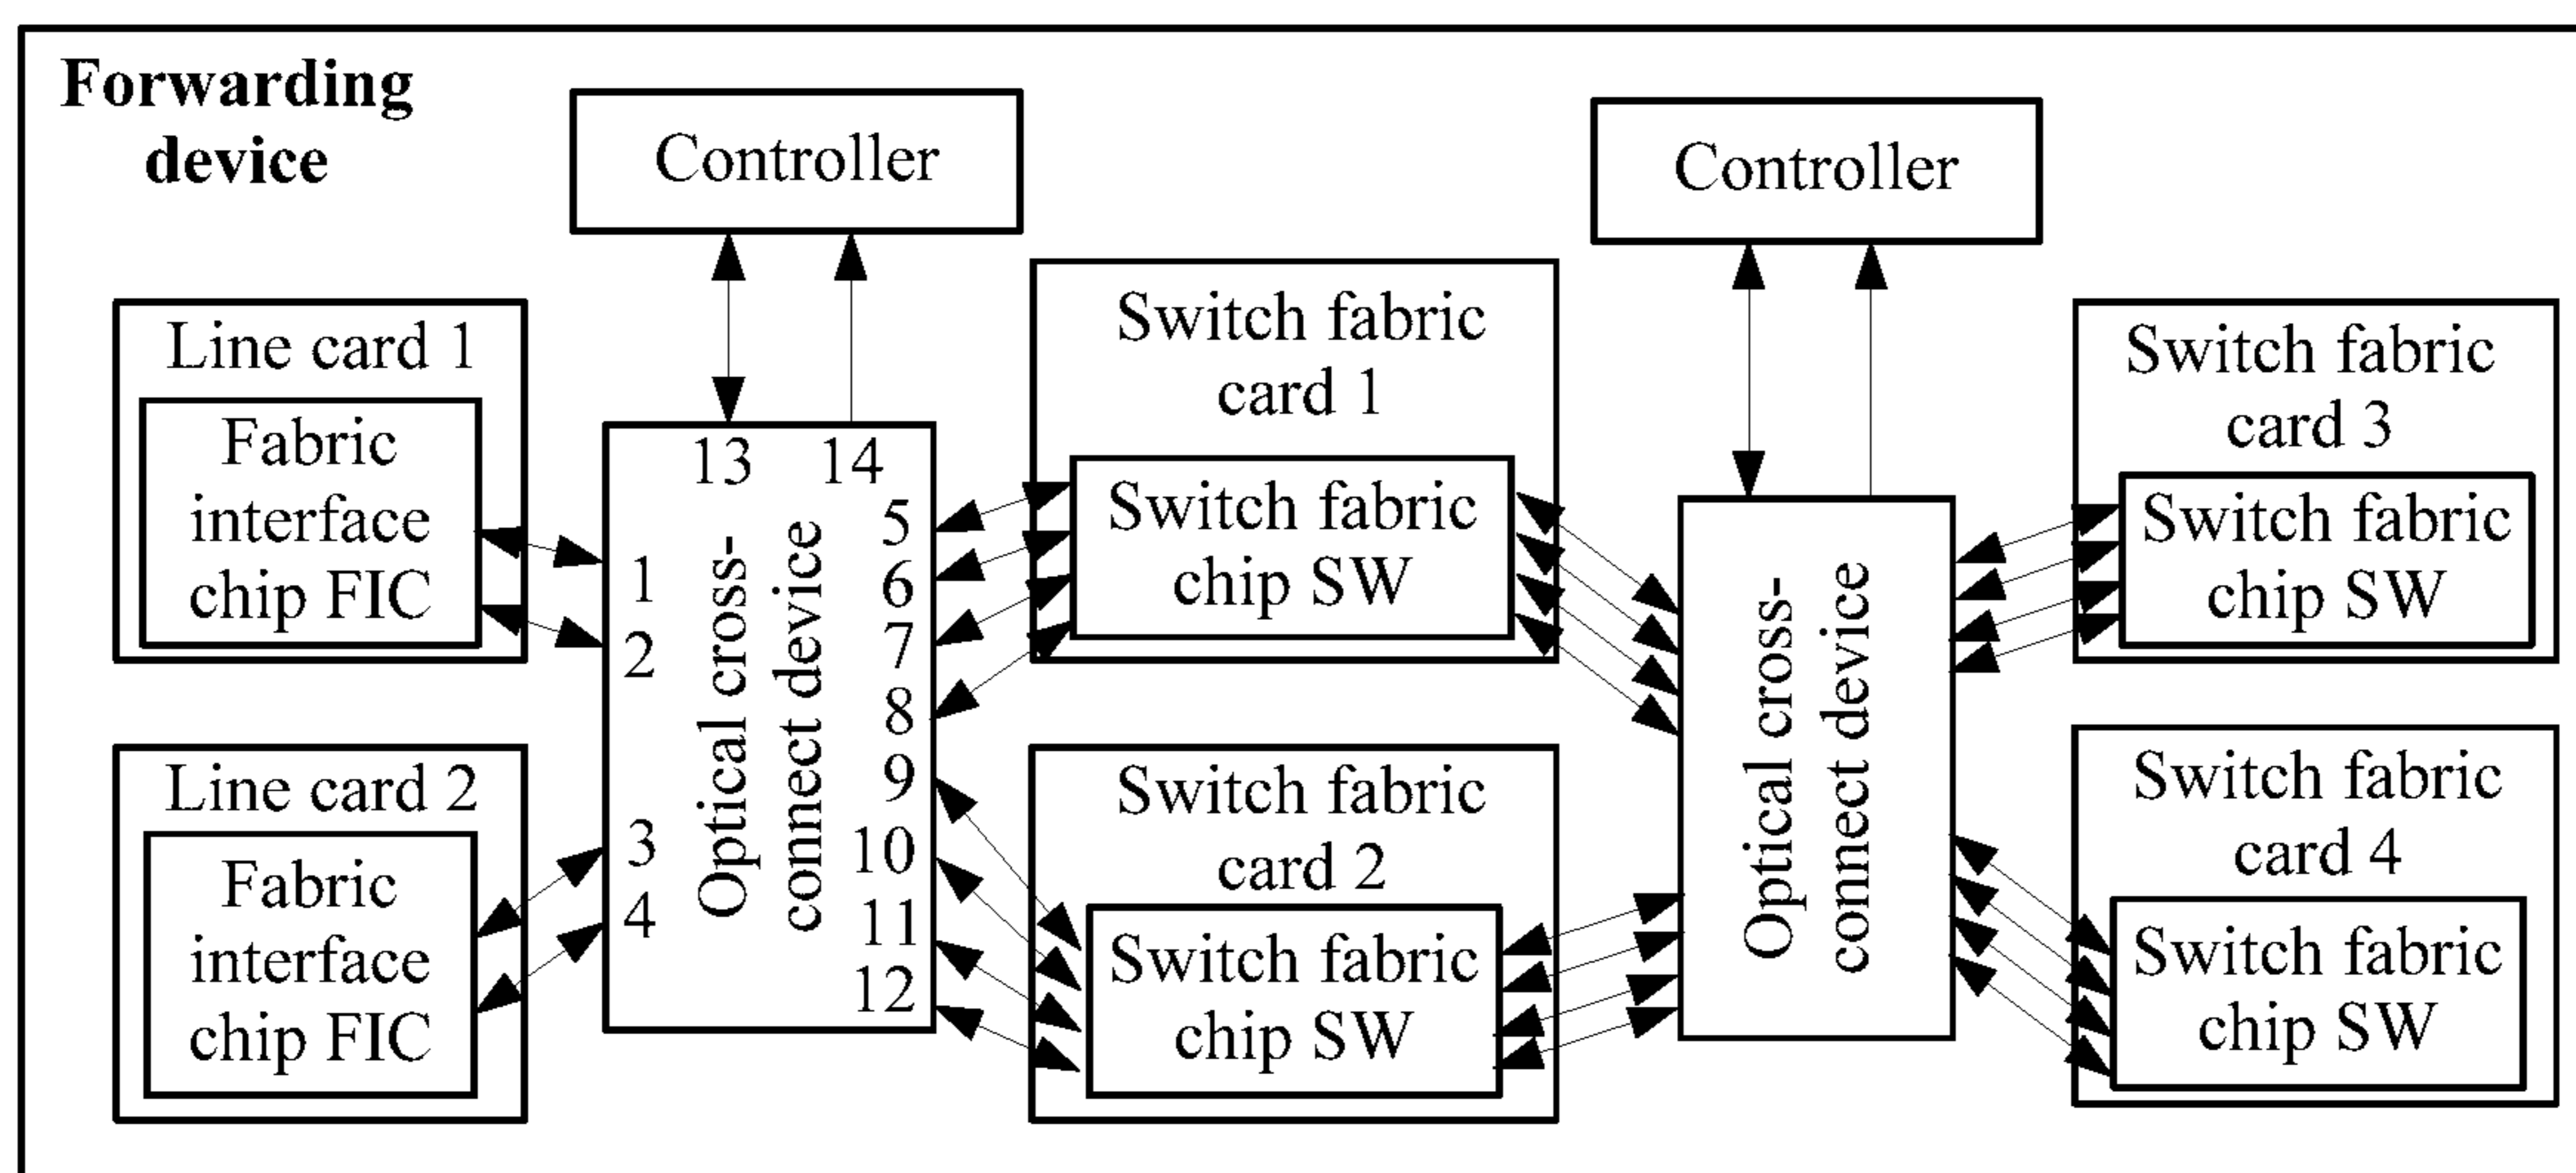 Forwarding
device
Controller
Controller
Line card 1
Fabric
interface
chip FIC
Line card 2
Fabric
interface
chip FIC
13 14
1
2
3
4
5
6
7
8
9
10
11
12
Optical cross-
connect device
Switch fabric
card 1
Switch fabric
chip SW
Switch fabric
card 2
Switch fabric
chip SW
Optical cross-
connect device
Switch fabric
card 3
Switch fabric
chip SW
Switch fabric
card 4
Switch fabric
chip SW